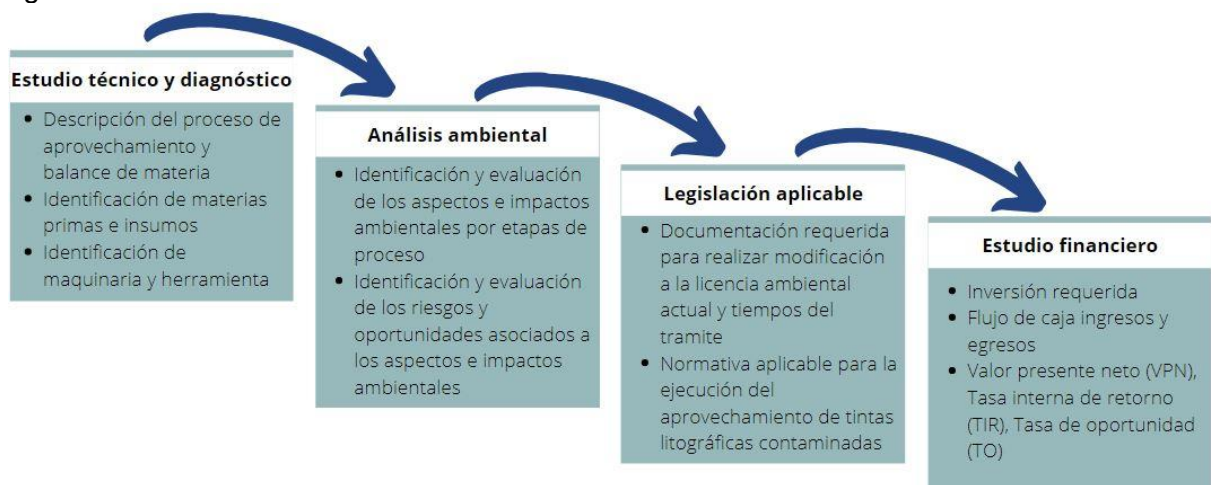 Estudio técnico y diagnóstico
• Descripción del proceso de
aprovechamiento y
balance de materia
• Identificación de materias
primas e insumos
• Identificación de
maquinaria y herramienta
Análisis ambiental
• Identificación y evaluación
de los aspectos e impactos
ambientales por etapas de
proceso
• Identificación y evaluación
de los riesgos y
oportunidades asociados a
los aspectos e impactos
ambientales
Legislación aplicable
• Documentación requerida
para realizar modificación
a la licencia ambiental
actual y tiempos del
tramite
• Normativa aplicable para la
ejecución del
aprovechamiento de tintas
litográficas contaminadas
Estudio financiero
• Inversión requerida
• Flujo de caja ingresos y
egresos
• Valor presente neto (VPN),
Tasa interna de retorno
(TIR), Tasa de oportunidad
(TO)